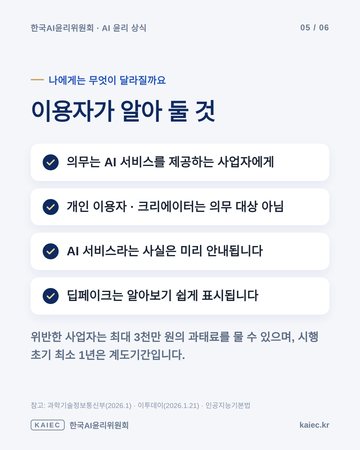 한국AI윤리위원회 · AI 윤리 상식
05 / 06
나에게는 무엇이 달라질까요
이용자가 알아 둘 것
의무는 AI 서비스를 제공하는 사업자에게
개인 이용자 · 크리에이터는 의무 대상 아님
AI 서비스라는 사실은 미리 안내됩니다
딥페이크는 알아보기 쉽게 표시됩니다
위반한 사업자는 최대 3천만 원의 과태료를 물 수 있으며, 시행
초기 최소 1년은 계도기간입니다.
참고: 과학기술정보통신부(2026.1) · 이투데이(2026.1.21) · 인공지능기본법
KAIEC 한국AI윤리위원회
kaiec.kr